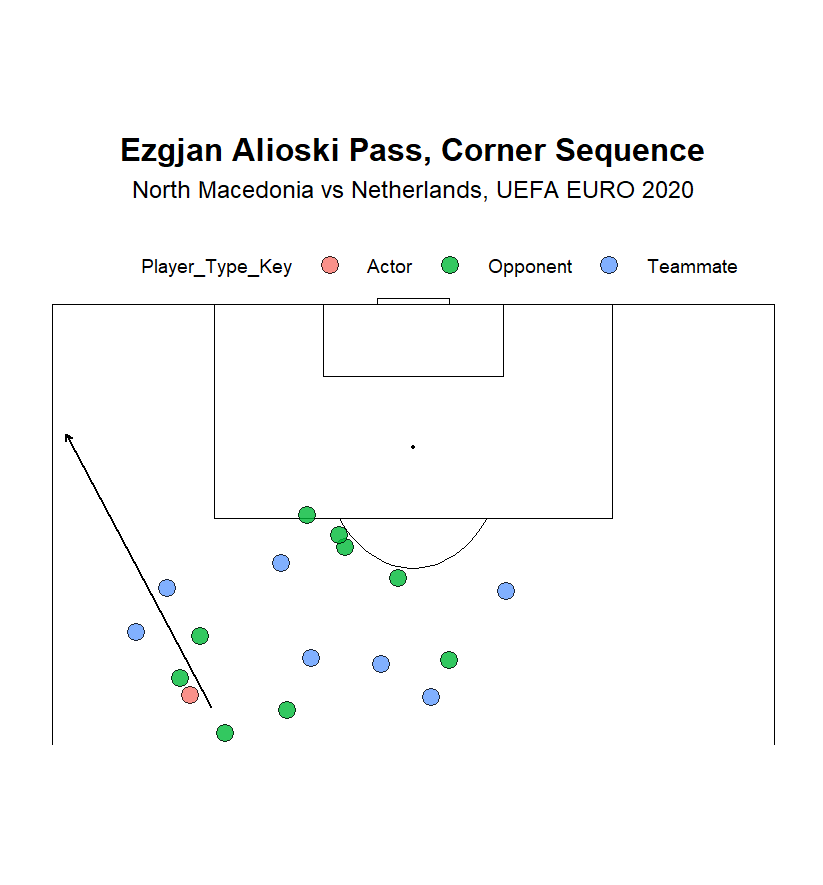 Ezgjan Alioski Pass, Corner Sequence
North Macedonia vs Netherlands, UEFA EURO 2020
Player_Type_Key Actor Opponent Teammate